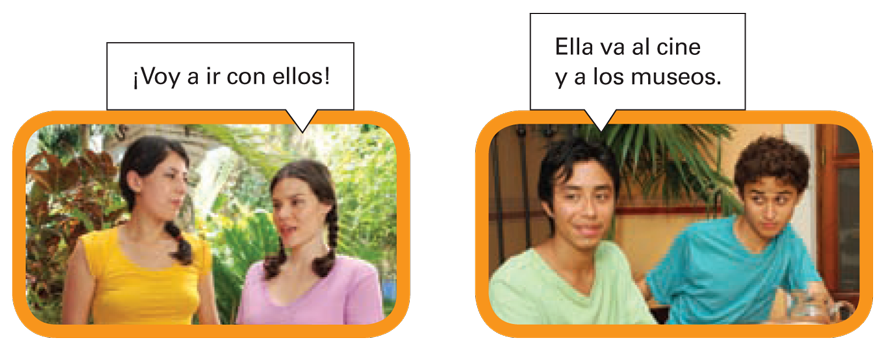 ¡Voy a ir con ellos!
Ella va al cine
y a los museos.